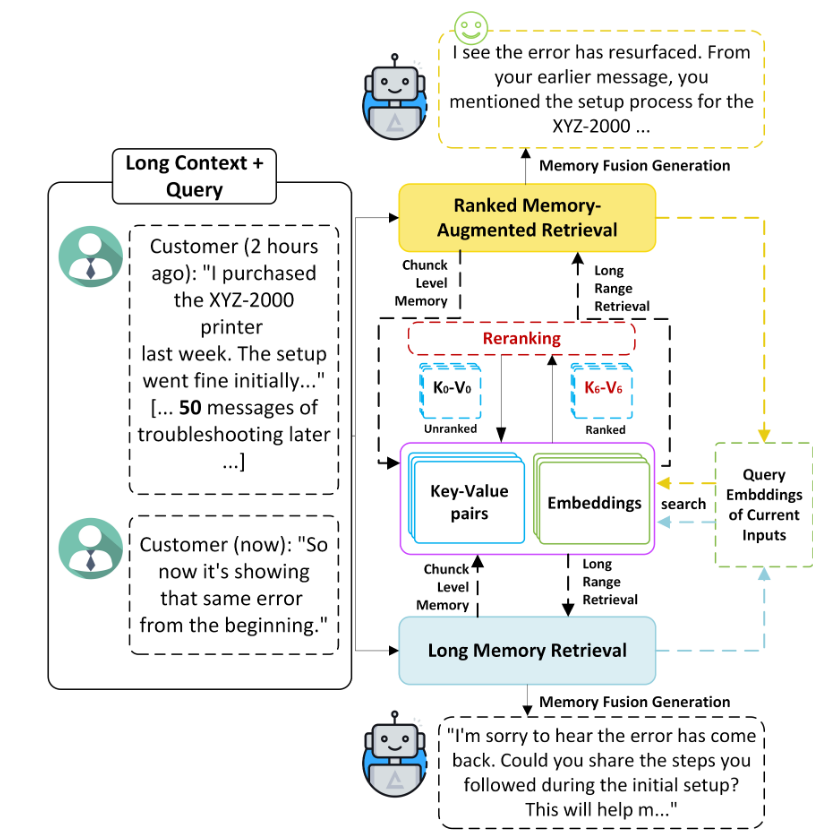 I see the error has resurfaced. From
your earlier message, you
mentioned the setup process for the
XYZ-2000 ...
Memory Fusion Generation
Long Context +
Query
Customer (2 hours
ago): "I purchased
the XYZ-2000
printer
last week. The setup
went fine initially..."
[... 50 messages of
troubleshooting later
...]
Customer (now): "So
now it's showing
that same error
from the beginning."
Ranked Memory-
Augmented Retrieval
Chunck
Level
Memory
Long
Range
Retrieval
Reranking
K₀-V₀
Unranked
K₆-V₆
Ranked
Key-Value
pairs
Embeddings
search
Query
Embddings
of Current
Inputs
Chunck
Level
Memory
Long
Range
Retrieval
Long Memory Retrieval
Memory Fusion Generation
"I'm sorry to hear the error has come
back. Could you share the steps you
followed during the initial setup?
This will help m..."